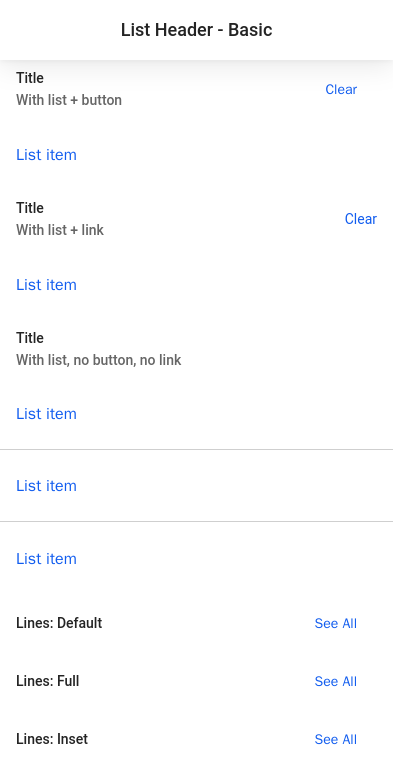 List Header - Basic
Title
With list + button
Clear
List item
Title
With list + link
Clear
List item
Title
With list, no button, no link
List item
List item
List item
Lines: Default
See All
Lines: Full
See All
Lines: Inset
See All